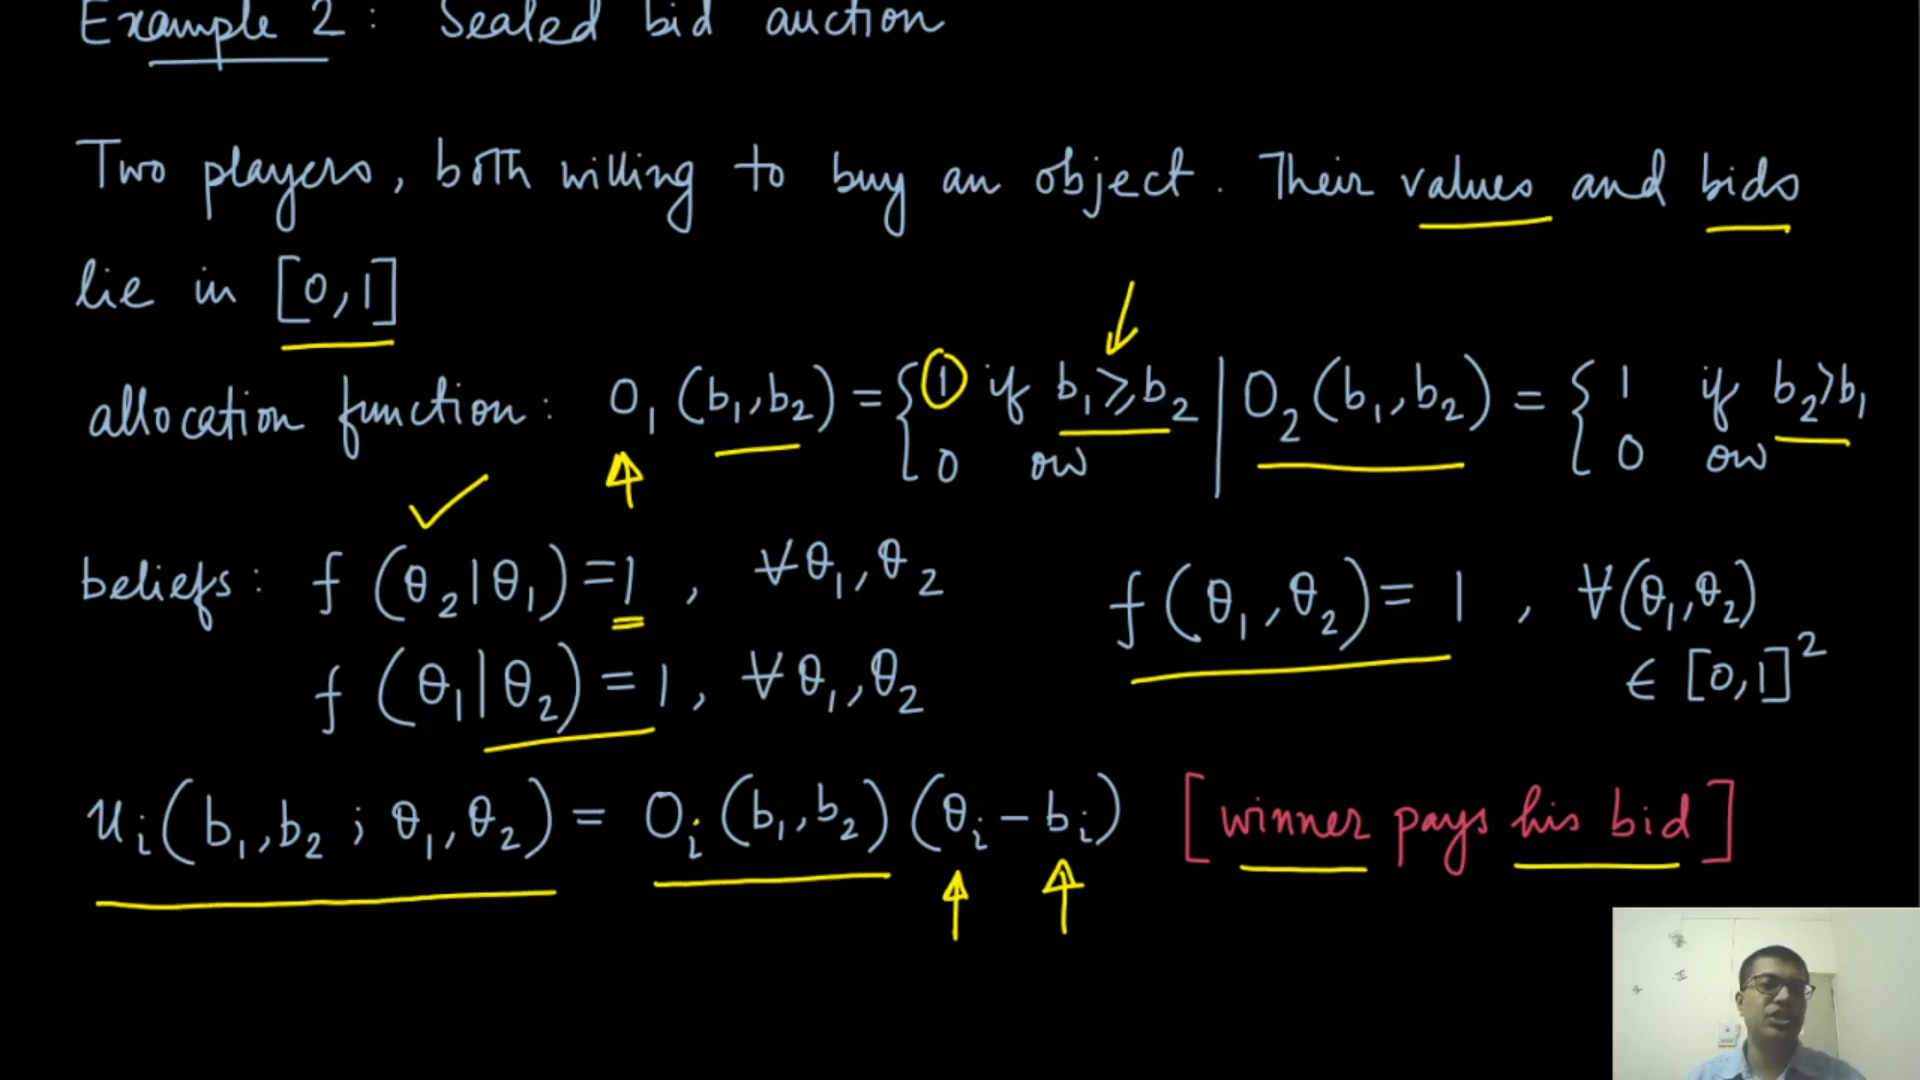 Example 2 : Sealed bid auction
Two players, both willing to buy an object. Their values and bids
lie in [0,1]
allocation function: O₁ (b₁,b₂) = { 1 if b₁ ⩾ b₂ | O₂ (b₁,b₂) = { 1 if b₂>b₁
0 ow 0 ow
beliefs: f (θ₂|θ₁) = 1, ∀ θ₁,θ₂ f (θ₁,θ₂) = 1, ∀ (θ₁,θ₂)
f (θ₁|θ₂) = 1, ∀ θ₁,θ₂ ∈ [0,1]²
uᵢ(b₁,b₂ ; θ₁,θ₂) = Oᵢ (b₁,b₂) (θᵢ - bᵢ) [winner pays his bid]